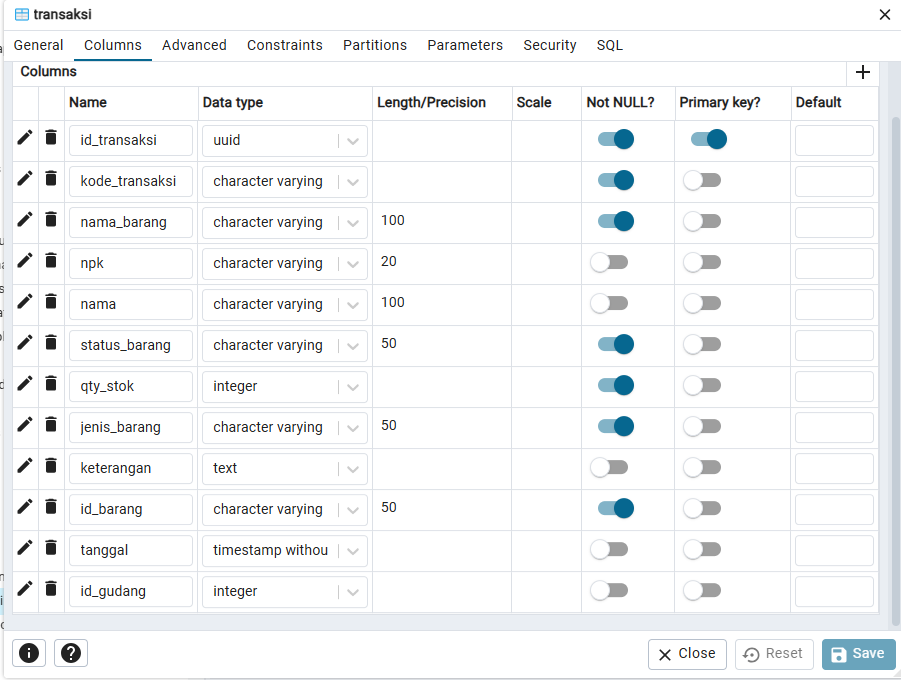 transaksi
General Columns Advanced Constraints Partitions Parameters Security SQL
Columns
Name Data type Length/Precision Scale Not NULL? Primary key? Default
id_transaksi uuid
kode_transaksi character varying
nama_barang character varying 100
npk character varying 20
nama character varying 100
status_barang character varying 50
qty_stok integer
jenis_barang character varying 50
keterangan text
id_barang character varying 50
tanggal timestamp withou
id_gudang integer
Close Reset Save